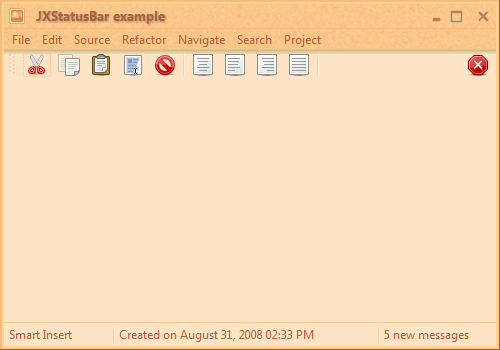 JXStatusBar example
File Edit Source Refactor Navigate Search Project
Smart Insert Created on August 31, 2008 02:33 PM 5 new messages